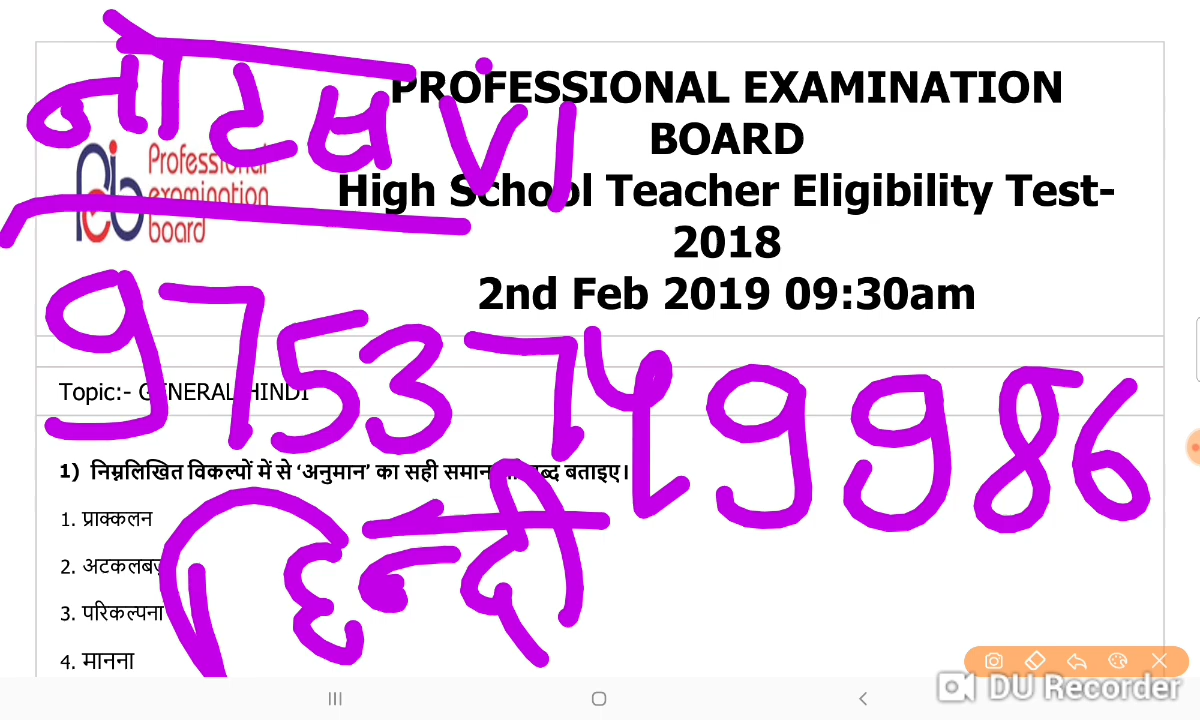 नोटस VI
PROFESSIONAL EXAMINATION
BOARD
Professional
examination
board
High School Teacher Eligibility Test-
2018
2nd Feb 2019 09:30am
9753749986
Topic:- GENERAL HINDI
1) निम्नलिखित विकल्पों में से ‘अनुमान’ का सही बताइए।
हिन्दी
1. प्राक्कलन
2. अटकलबज़
3. परिकल्पना
4. मानना
DU Recorder